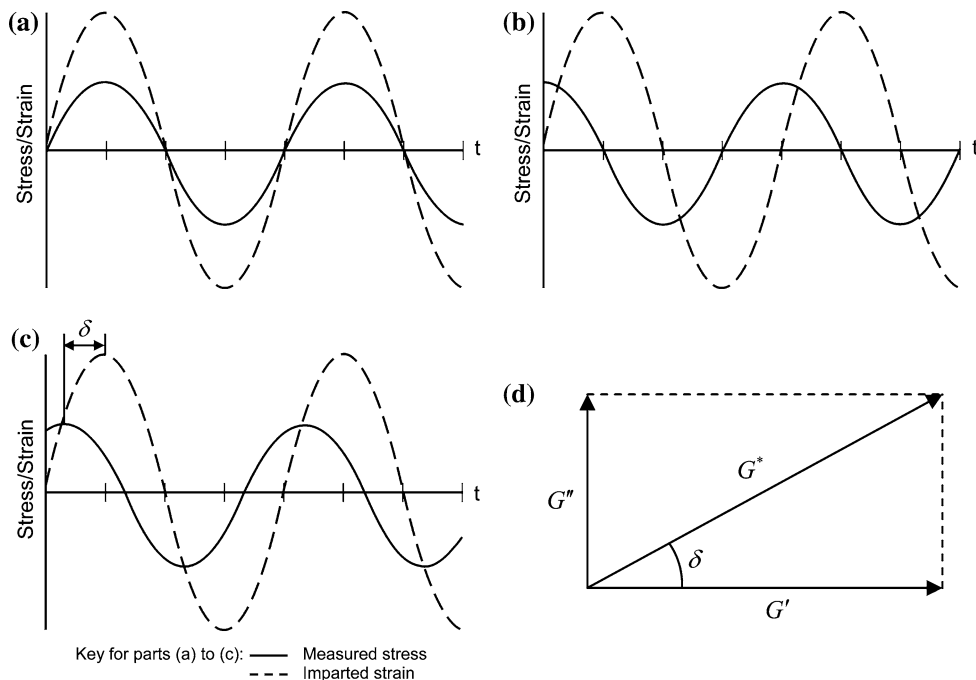 (a)
Stress/Strain
t
(b)
Stress/Strain
t
(c)
δ
Stress/Strain
t
(d)
G″
G*
δ
G′
Key for parts (a) to (c):
Measured stress
Imparted strain